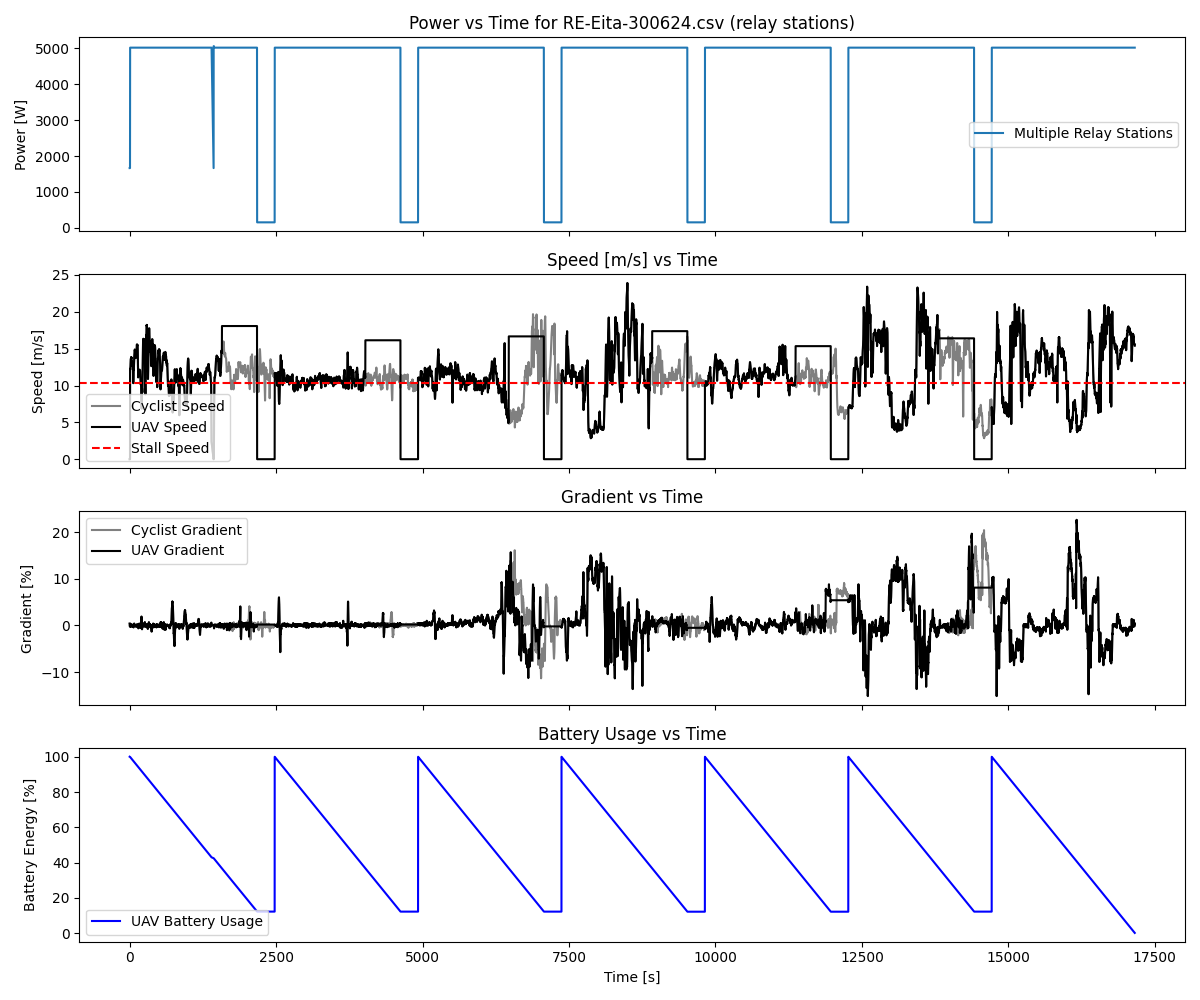 Power vs Time for RE-Eita-300624.csv (relay stations)
Power [W]
5000
4000
3000
2000
1000
0
Multiple Relay Stations
Speed [m/s] vs Time
Speed [m/s]
25
20
15
10
5
0
Cyclist Speed
UAV Speed
Stall Speed
Gradient vs Time
Gradient [%]
20
10
0
−10
Cyclist Gradient
UAV Gradient
Battery Usage vs Time
Battery Energy [%]
100
80
60
40
20
0
UAV Battery Usage
0 2500 5000 7500 10000 12500 15000 17500
Time [s]